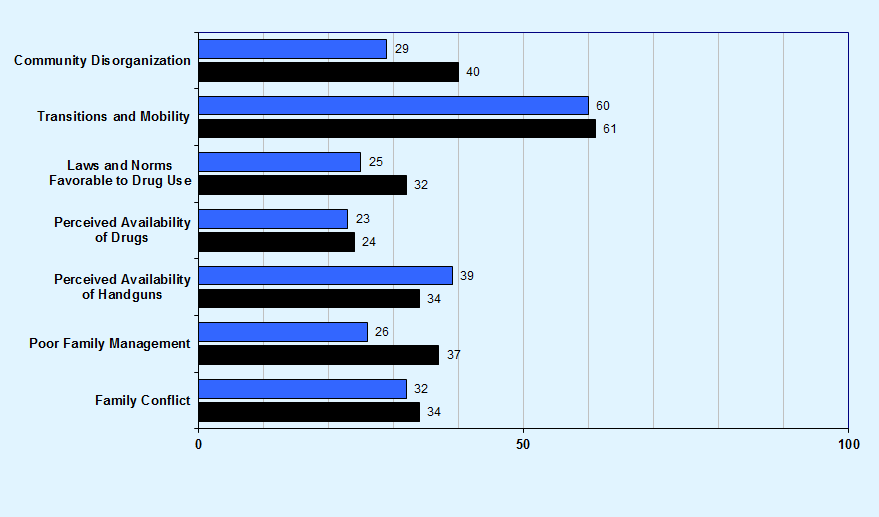 Community Disorganization
29
40
Transitions and Mobility
60
61
Laws and Norms
Favorable to Drug Use
25
32
Perceived Availability
of Drugs
23
24
Perceived Availability
of Handguns
39
34
Poor Family Management
26
37
Family Conflict
32
34
0
50
100